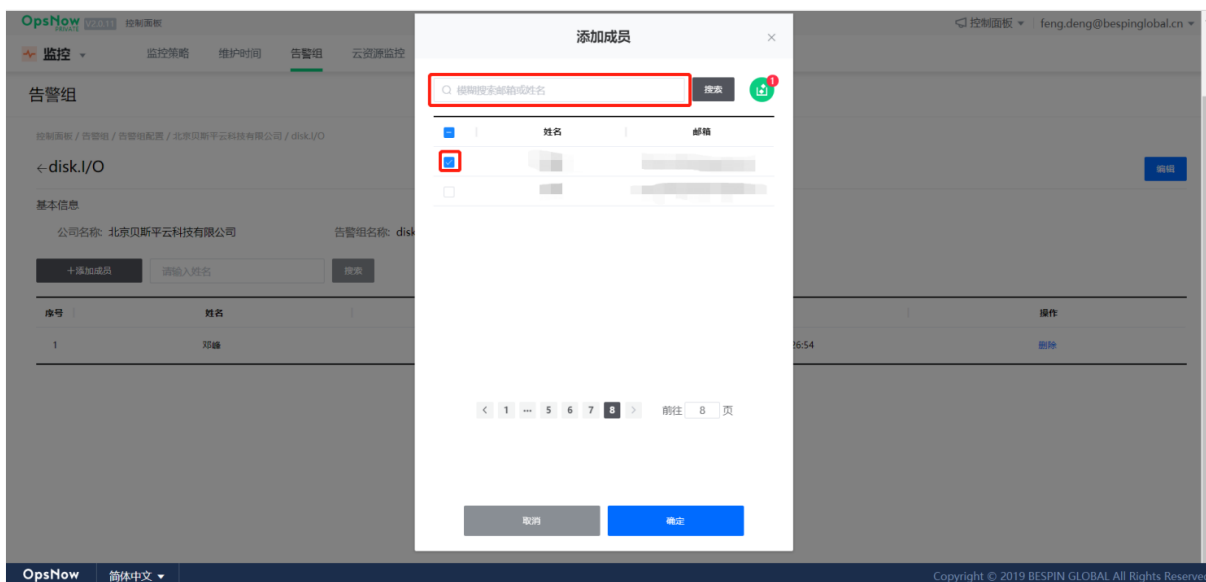 OpsNow PRIVATE V2.0.11 控制面板 控制面板 feng.deng@bespinglobal.cn
监控 监控策略 维护时间 告警组 云资源监控
告警组
控制面板 / 告警组 / 告警组配置 / 北京贝斯平云科技有限公司 / disk.I/O
←disk.I/O
编辑
基本信息
公司名称: 北京贝斯平云科技有限公司 告警组名称: disk
+添加成员 请输入姓名 搜索
序号 姓名 操作
1 邓峰 26:54 删除
添加成员 ×
模糊搜索邮箱或姓名 搜索 1
姓名 邮箱
< 1 ... 5 6 7 8 > 前往 8 页
取消 确定
OpsNow 简体中文 Copyright © 2019 BESPIN GLOBAL All Rights Reserve